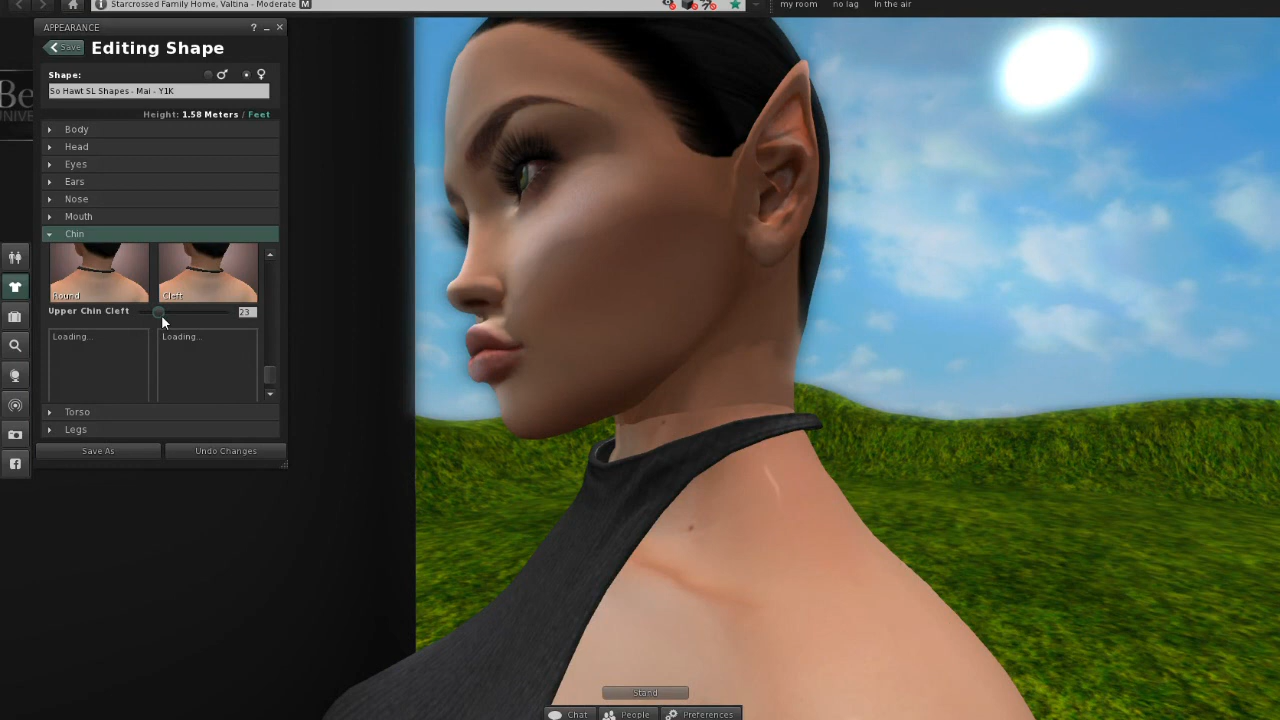 Starcrossed Family Home, Valtina - Moderate M
my room no lag In the air
APPEARANCE ?
Save Editing Shape
Shape:
So Hawt SL Shapes - Mai - Y1K
Height: 1.58 Meters / Feet
Body
Head
Eyes
Ears
Nose
Mouth
Chin
Round Cleft
Upper Chin Cleft 23
Loading... Loading...
Torso
Legs
Save As Undo Changes
Be
UNIVE
Stand
Chat People Preferences